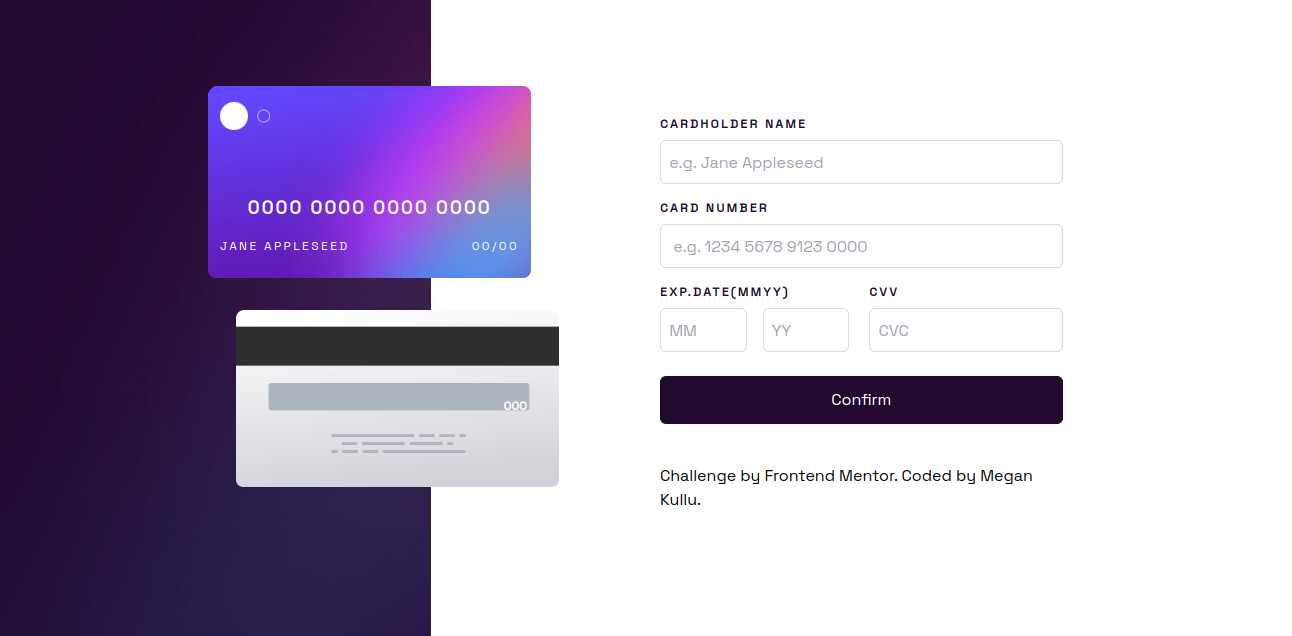 0000 0000 0000 0000
JANE APPLESEED 00/00
000
CARDHOLDER NAME
e.g. Jane Appleseed
CARD NUMBER
e.g. 1234 5678 9123 0000
EXP.DATE(MMYY) CVV
MM YY CVC
Confirm
Challenge by Frontend Mentor. Coded by Megan
Kullu.